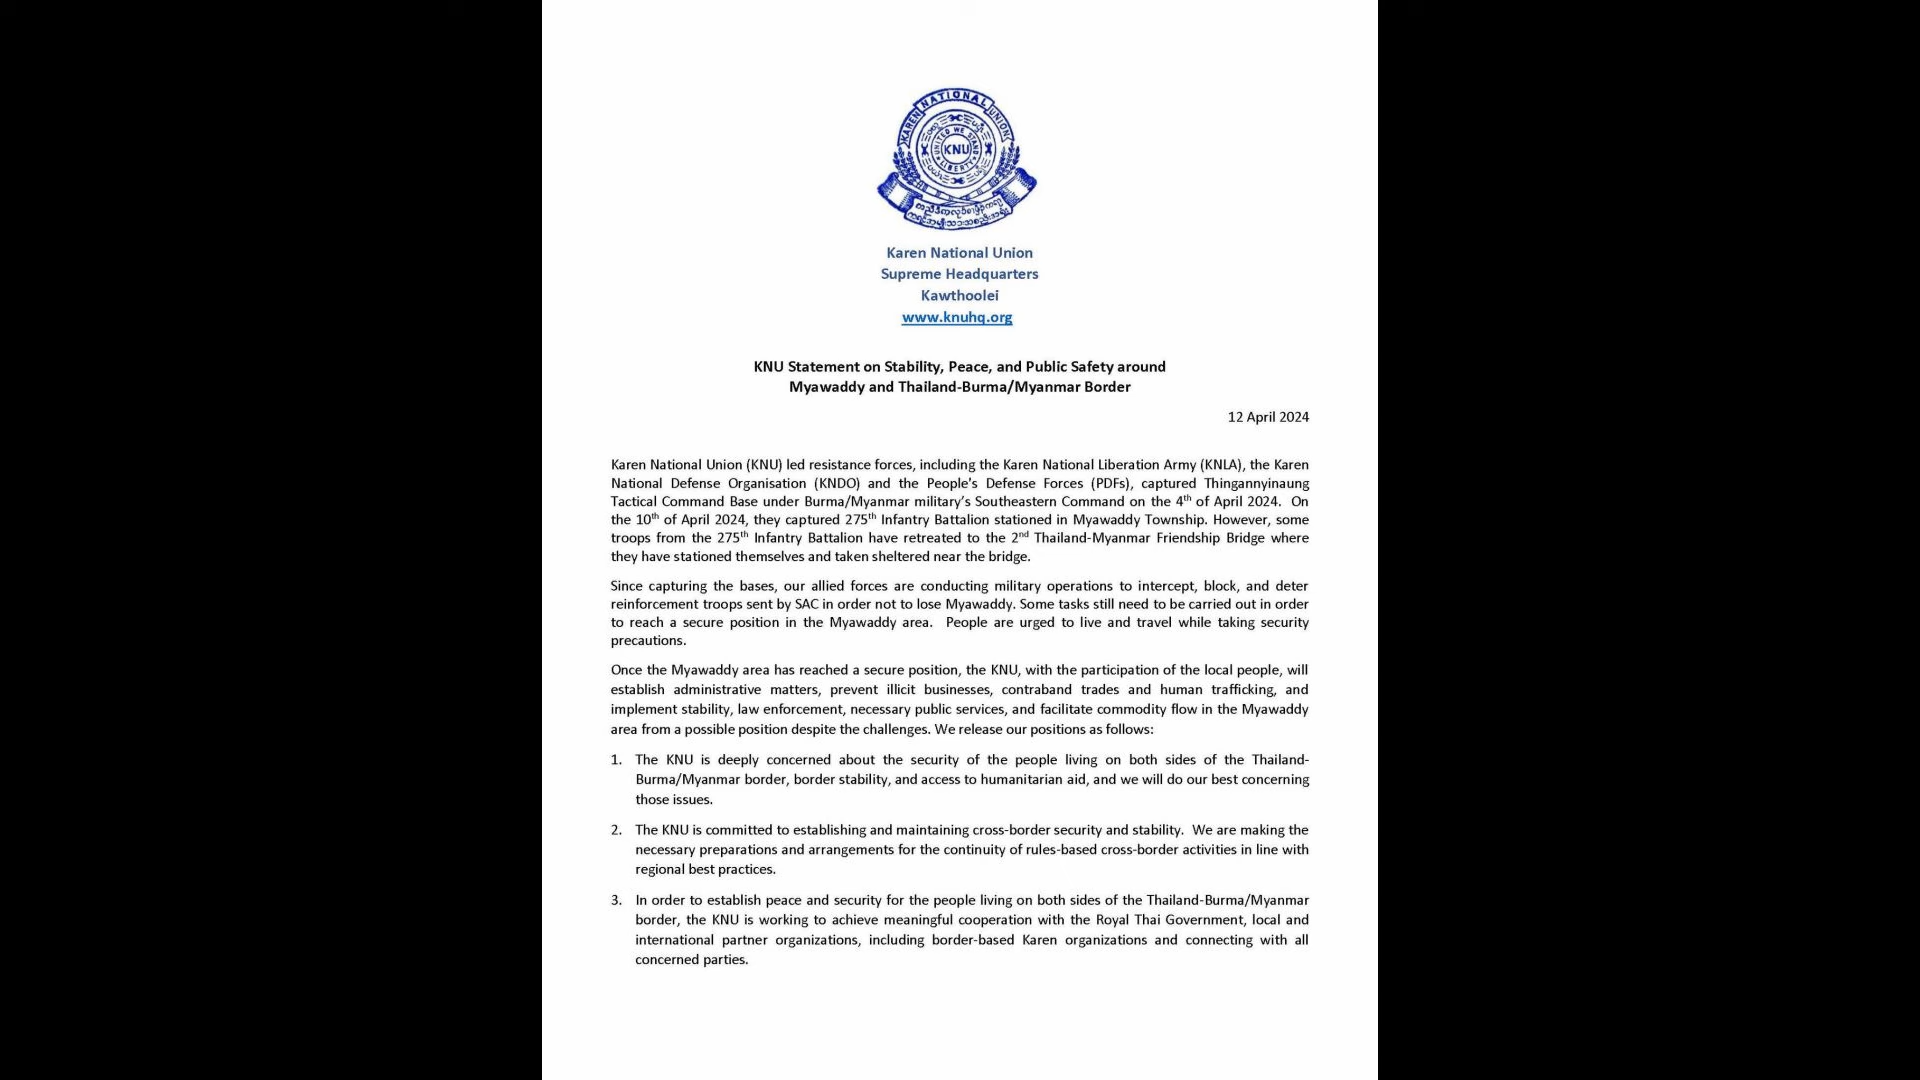 KAREN NATIONAL UNION
UNITED WE STAND
KNU
LIBERTY
Karen National Union
Supreme Headquarters
Kawthoolei
www.knuhq.org
KNU Statement on Stability, Peace, and Public Safety around
Myawaddy and Thailand-Burma/Myanmar Border
12 April 2024
Karen National Union (KNU) led resistance forces, including the Karen National Liberation Army (KNLA), the Karen
National Defense Organisation (KNDO) and the People's Defense Forces (PDFs), captured Thingannyinaung
Tactical Command Base under Burma/Myanmar military's Southeastern Command on the 4th of April 2024. On
the 10th of April 2024, they captured 275th Infantry Battalion stationed in Myawaddy Township. However, some
troops from the 275th Infantry Battalion have retreated to the 2nd Thailand-Myanmar Friendship Bridge where
they have stationed themselves and taken sheltered near the bridge.
Since capturing the bases, our allied forces are conducting military operations to intercept, block, and deter
reinforcement troops sent by SAC in order not to lose Myawaddy. Some tasks still need to be carried out in order
to reach a secure position in the Myawaddy area. People are urged to live and travel while taking security
precautions.
Once the Myawaddy area has reached a secure position, the KNU, with the participation of the local people, will
establish administrative matters, prevent illicit businesses, contraband trades and human trafficking, and
implement stability, law enforcement, necessary public services, and facilitate commodity flow in the Myawaddy
area from a possible position despite the challenges. We release our positions as follows:
1. The KNU is deeply concerned about the security of the people living on both sides of the Thailand-
Burma/Myanmar border, border stability, and access to humanitarian aid, and we will do our best concerning
those issues.
2. The KNU is committed to establishing and maintaining cross-border security and stability. We are making the
necessary preparations and arrangements for the continuity of rules-based cross-border activities in line with
regional best practices.
3. In order to establish peace and security for the people living on both sides of the Thailand-Burma/Myanmar
border, the KNU is working to achieve meaningful cooperation with the Royal Thai Government, local and
international partner organizations, including border-based Karen organizations and connecting with all
concerned parties.